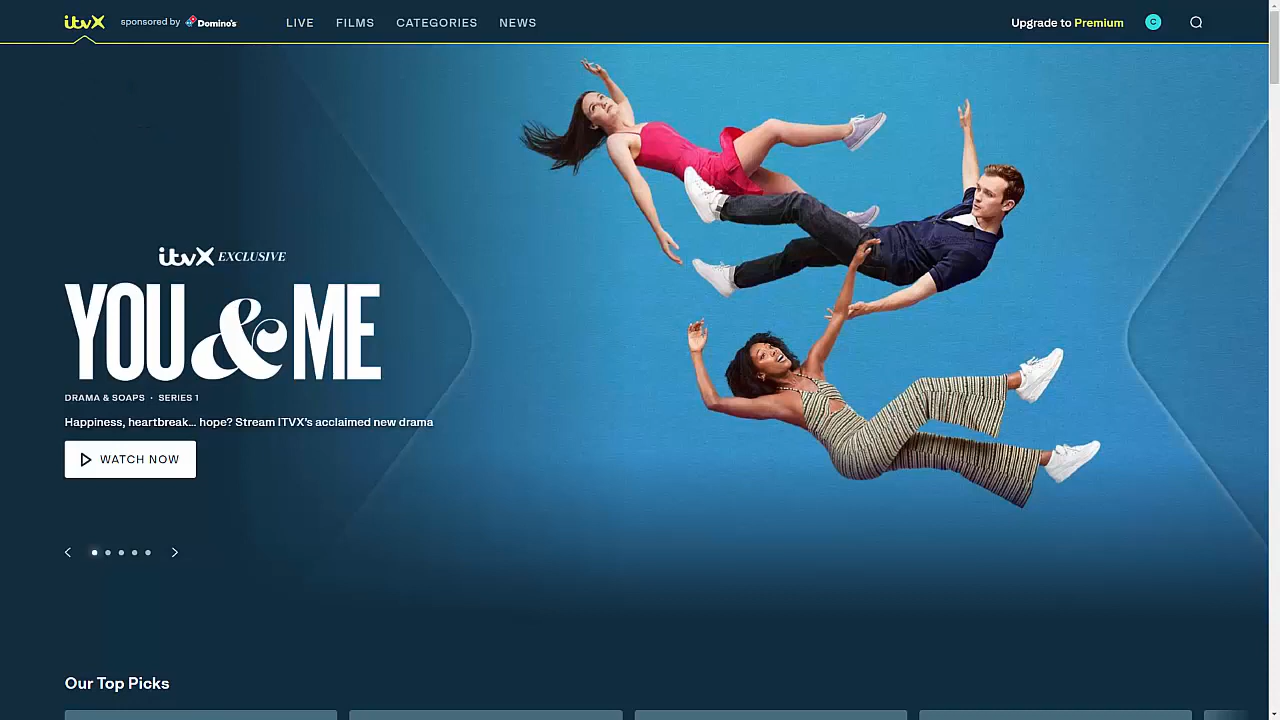 itvX sponsored by Domino's LIVE FILMS CATEGORIES NEWS Upgrade to Premium C
itvX EXCLUSIVE
YOU & ME
DRAMA & SOAPS · SERIES 1
Happiness, heartbreak... hope? Stream ITVX's acclaimed new drama
WATCH NOW
Our Top Picks